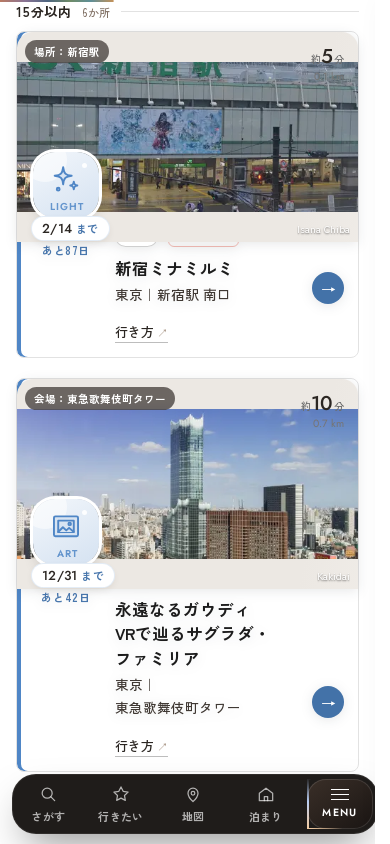 15分以内 6か所
場所：新宿駅
約5分
新宿駅
LIGHT
2/14 まで
Isana Chiba
あと87日
新宿ミナミルミ
東京｜新宿駅 南口
→
行き方 ↗
会場：東急歌舞伎町タワー
約10分
0.7 km
ART
12/31 まで
Kakidai
あと42日
永遠なるガウディ
VRで辿るサグラダ・
ファミリア
東京｜
東急歌舞伎町タワー
→
行き方 ↗
さがす 行きたい 地図 泊まり MENU